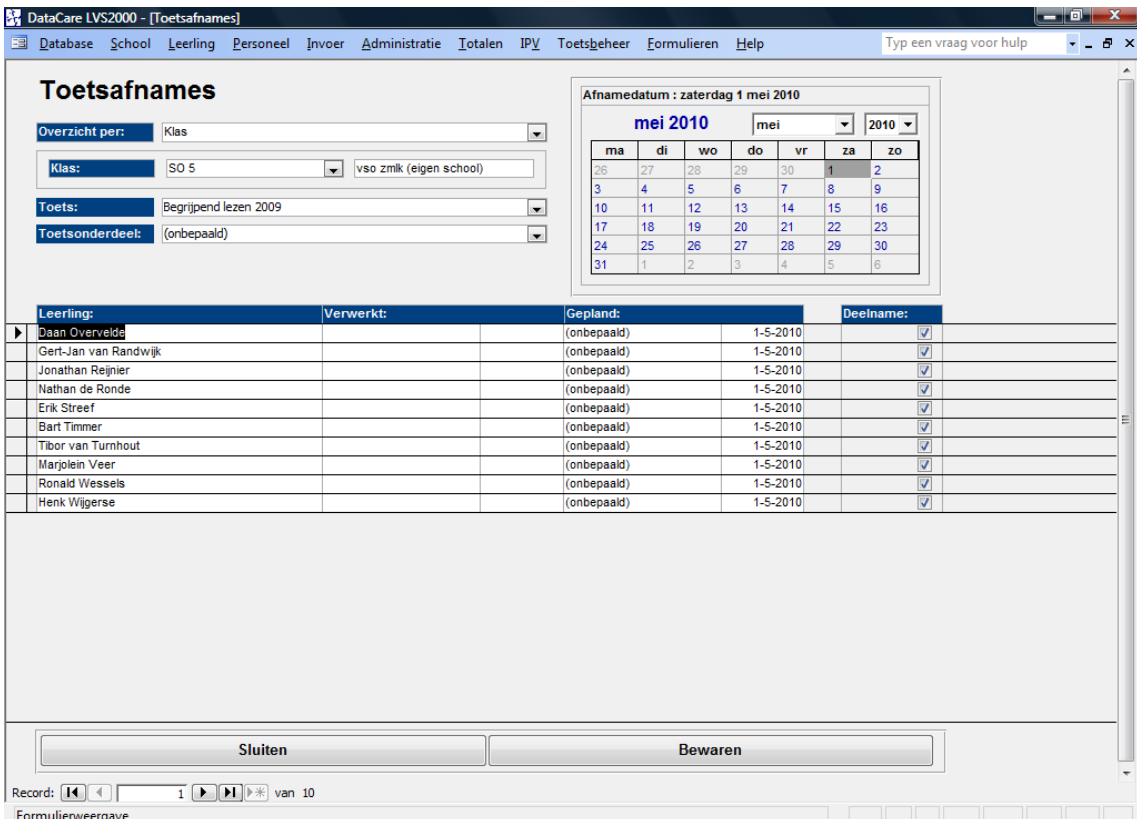 DataCare LVS2000 - [Toetsafnames]
Database School Leerling Personeel Invoer Administratie Totalen IPV Toetsbeheer Formulieren Help Typ een vraag voor hulp
Toetsafnames
Overzicht per: Klas
Klas: SO 5 vso zmlk (eigen school)
Toets: Begrijpend lezen 2009
Toetsonderdeel: (onbepaald)
Afnamedatum : zaterdag 1 mei 2010
mei 2010 mei 2010
ma di wo do vr za zo
26 27 28 29 30 1 2
3 4 5 6 7 8 9
10 11 12 13 14 15 16
17 18 19 20 21 22 23
24 25 26 27 28 29 30
31 1 2 3 4 5 6
Leerling: Verwerkt: Gepland: Deelname:
Daan Overvelde (onbepaald) 1-5-2010
Gert-Jan van Randwijk (onbepaald) 1-5-2010
Jonathan Reijnier (onbepaald) 1-5-2010
Nathan de Ronde (onbepaald) 1-5-2010
Erik Streef (onbepaald) 1-5-2010
Bart Timmer (onbepaald) 1-5-2010
Tibor van Turnhout (onbepaald) 1-5-2010
Marjolein Veer (onbepaald) 1-5-2010
Ronald Wessels (onbepaald) 1-5-2010
Henk Wijgerse (onbepaald) 1-5-2010
Sluiten Bewaren
Record: 1 van 10
Formulierweergave